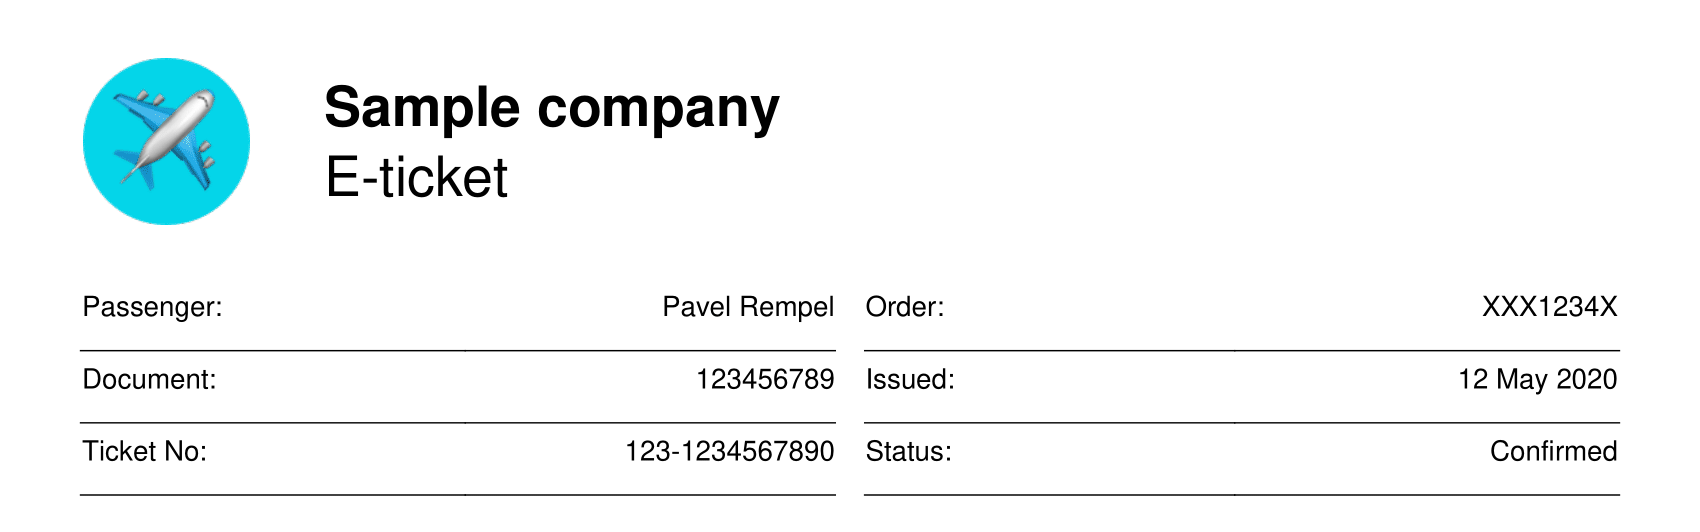 Sample company
E-ticket
Passenger: Pavel Rempel Order: XXX1234X
Document: 123456789 Issued: 12 May 2020
Ticket No: 123-1234567890 Status: Confirmed